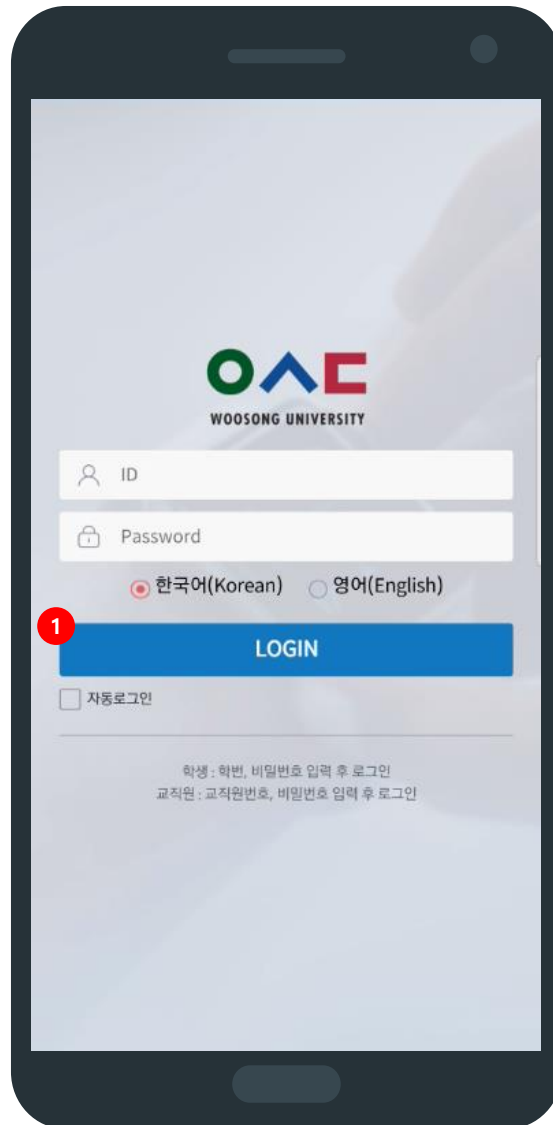 WOOSONG UNIVERSITY
ID
Password
한국어(Korean) 영어(English)
1
LOGIN
자동로그인
학생 : 학번, 비밀번호 입력 후 로그인
교직원 : 교직원번호, 비밀번호 입력 후 로그인